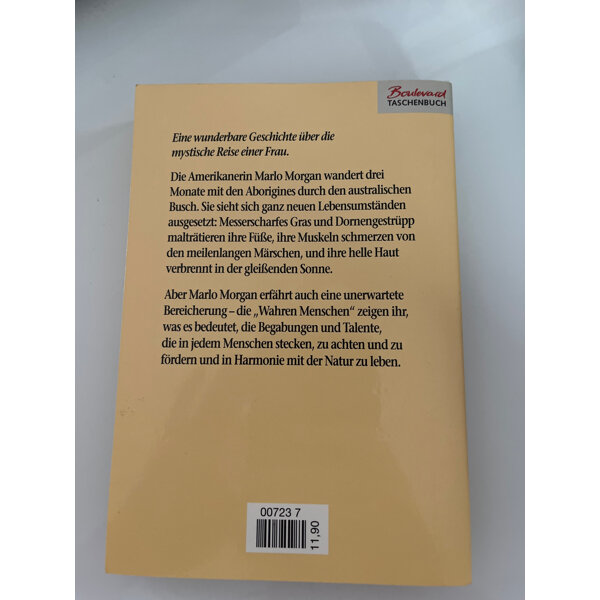 Boulevard
TASCHENBUCH
Eine wunderbare Geschichte über die
mystische Reise einer Frau.
Die Amerikanerin Marlo Morgan wandert drei
Monate mit den Aborigines durch den australischen
Busch. Sie sieht sich ganz neuen Lebensumständen
ausgesetzt: Messerscharfes Gras und Dornengestrüpp
malträtieren ihre Füße, ihre Muskeln schmerzen von
den meilenlangen Märschen, und ihre helle Haut
verbrennt in der gleißenden Sonne.
Aber Marlo Morgan erfährt auch eine unerwartete
Bereicherung – die „Wahren Menschen“ zeigen ihr,
was es bedeutet, die Begabungen und Talente,
die in jedem Menschen stecken, zu achten und zu
fördern und in Harmonie mit der Natur zu leben.
00723 7
11,90